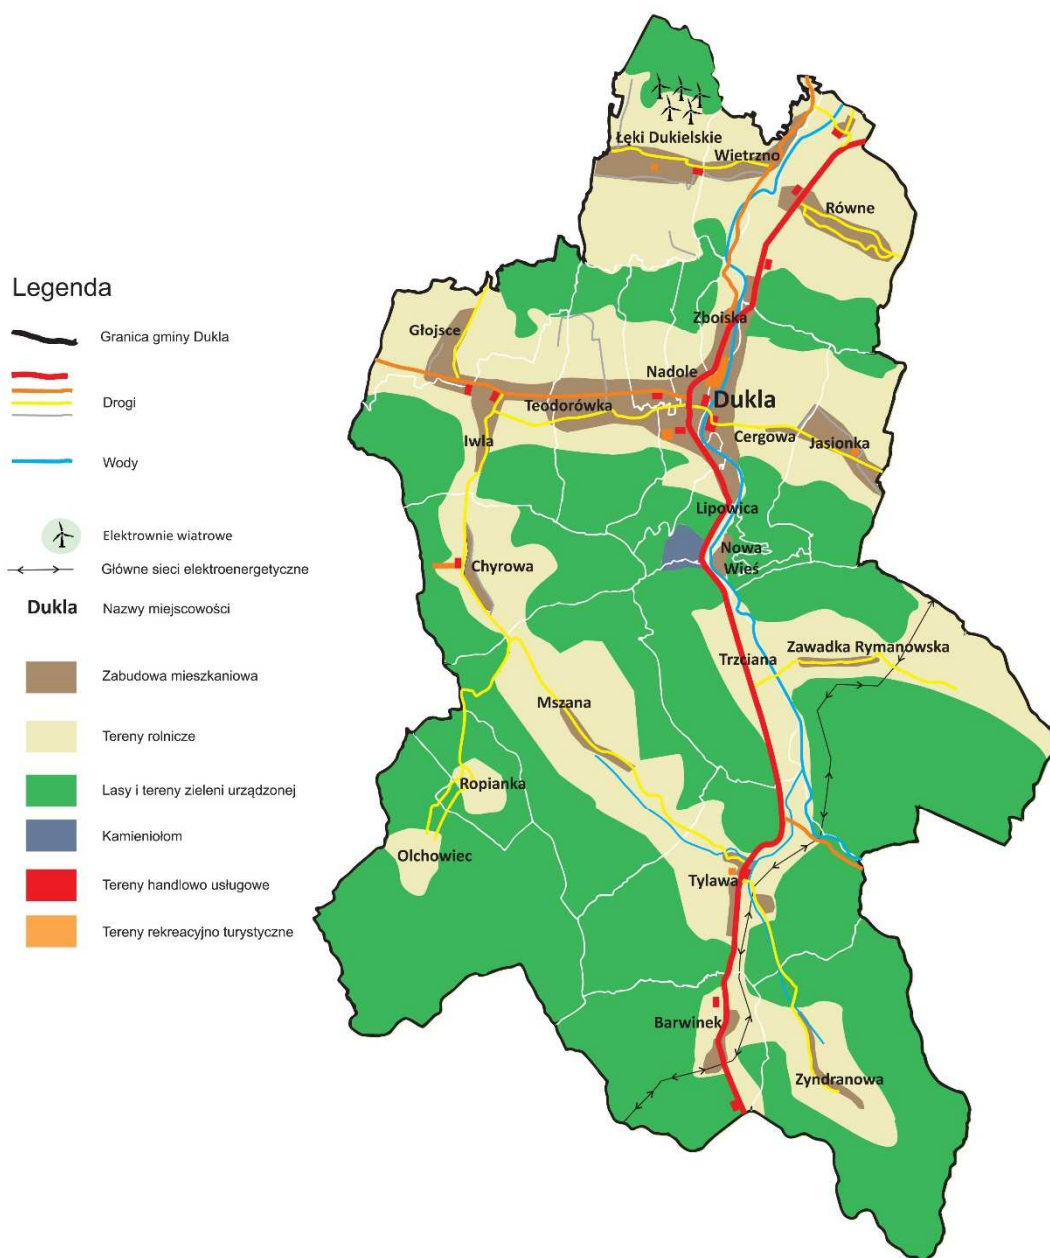 Legenda
Granica gminy Dukla
Drogi
Wody
Elektrownie wiatrowe
Główne sieci elektroenergetyczne
Dukla
Nazwy miejscowości
Zabudowa mieszkaniowa
Tereny rolnicze
Lasy i tereny zieleni urządzonej
Kamieniołom
Tereny handlowo usługowe
Tereny rekreacyjno turystyczne
Łęki Dukielskie
Wietrzno
Równe
Zboiska
Głojsce
Nadole
Teodorówka
Dukla
Cergowa
Jasionka
Iwla
Lipowica
Nowa
Wieś
Chyrowa
Trzciana
Zawadka Rymanowska
Mszana
Ropianka
Olchowiec
Tylawa
Barwinek
Zyndranowa